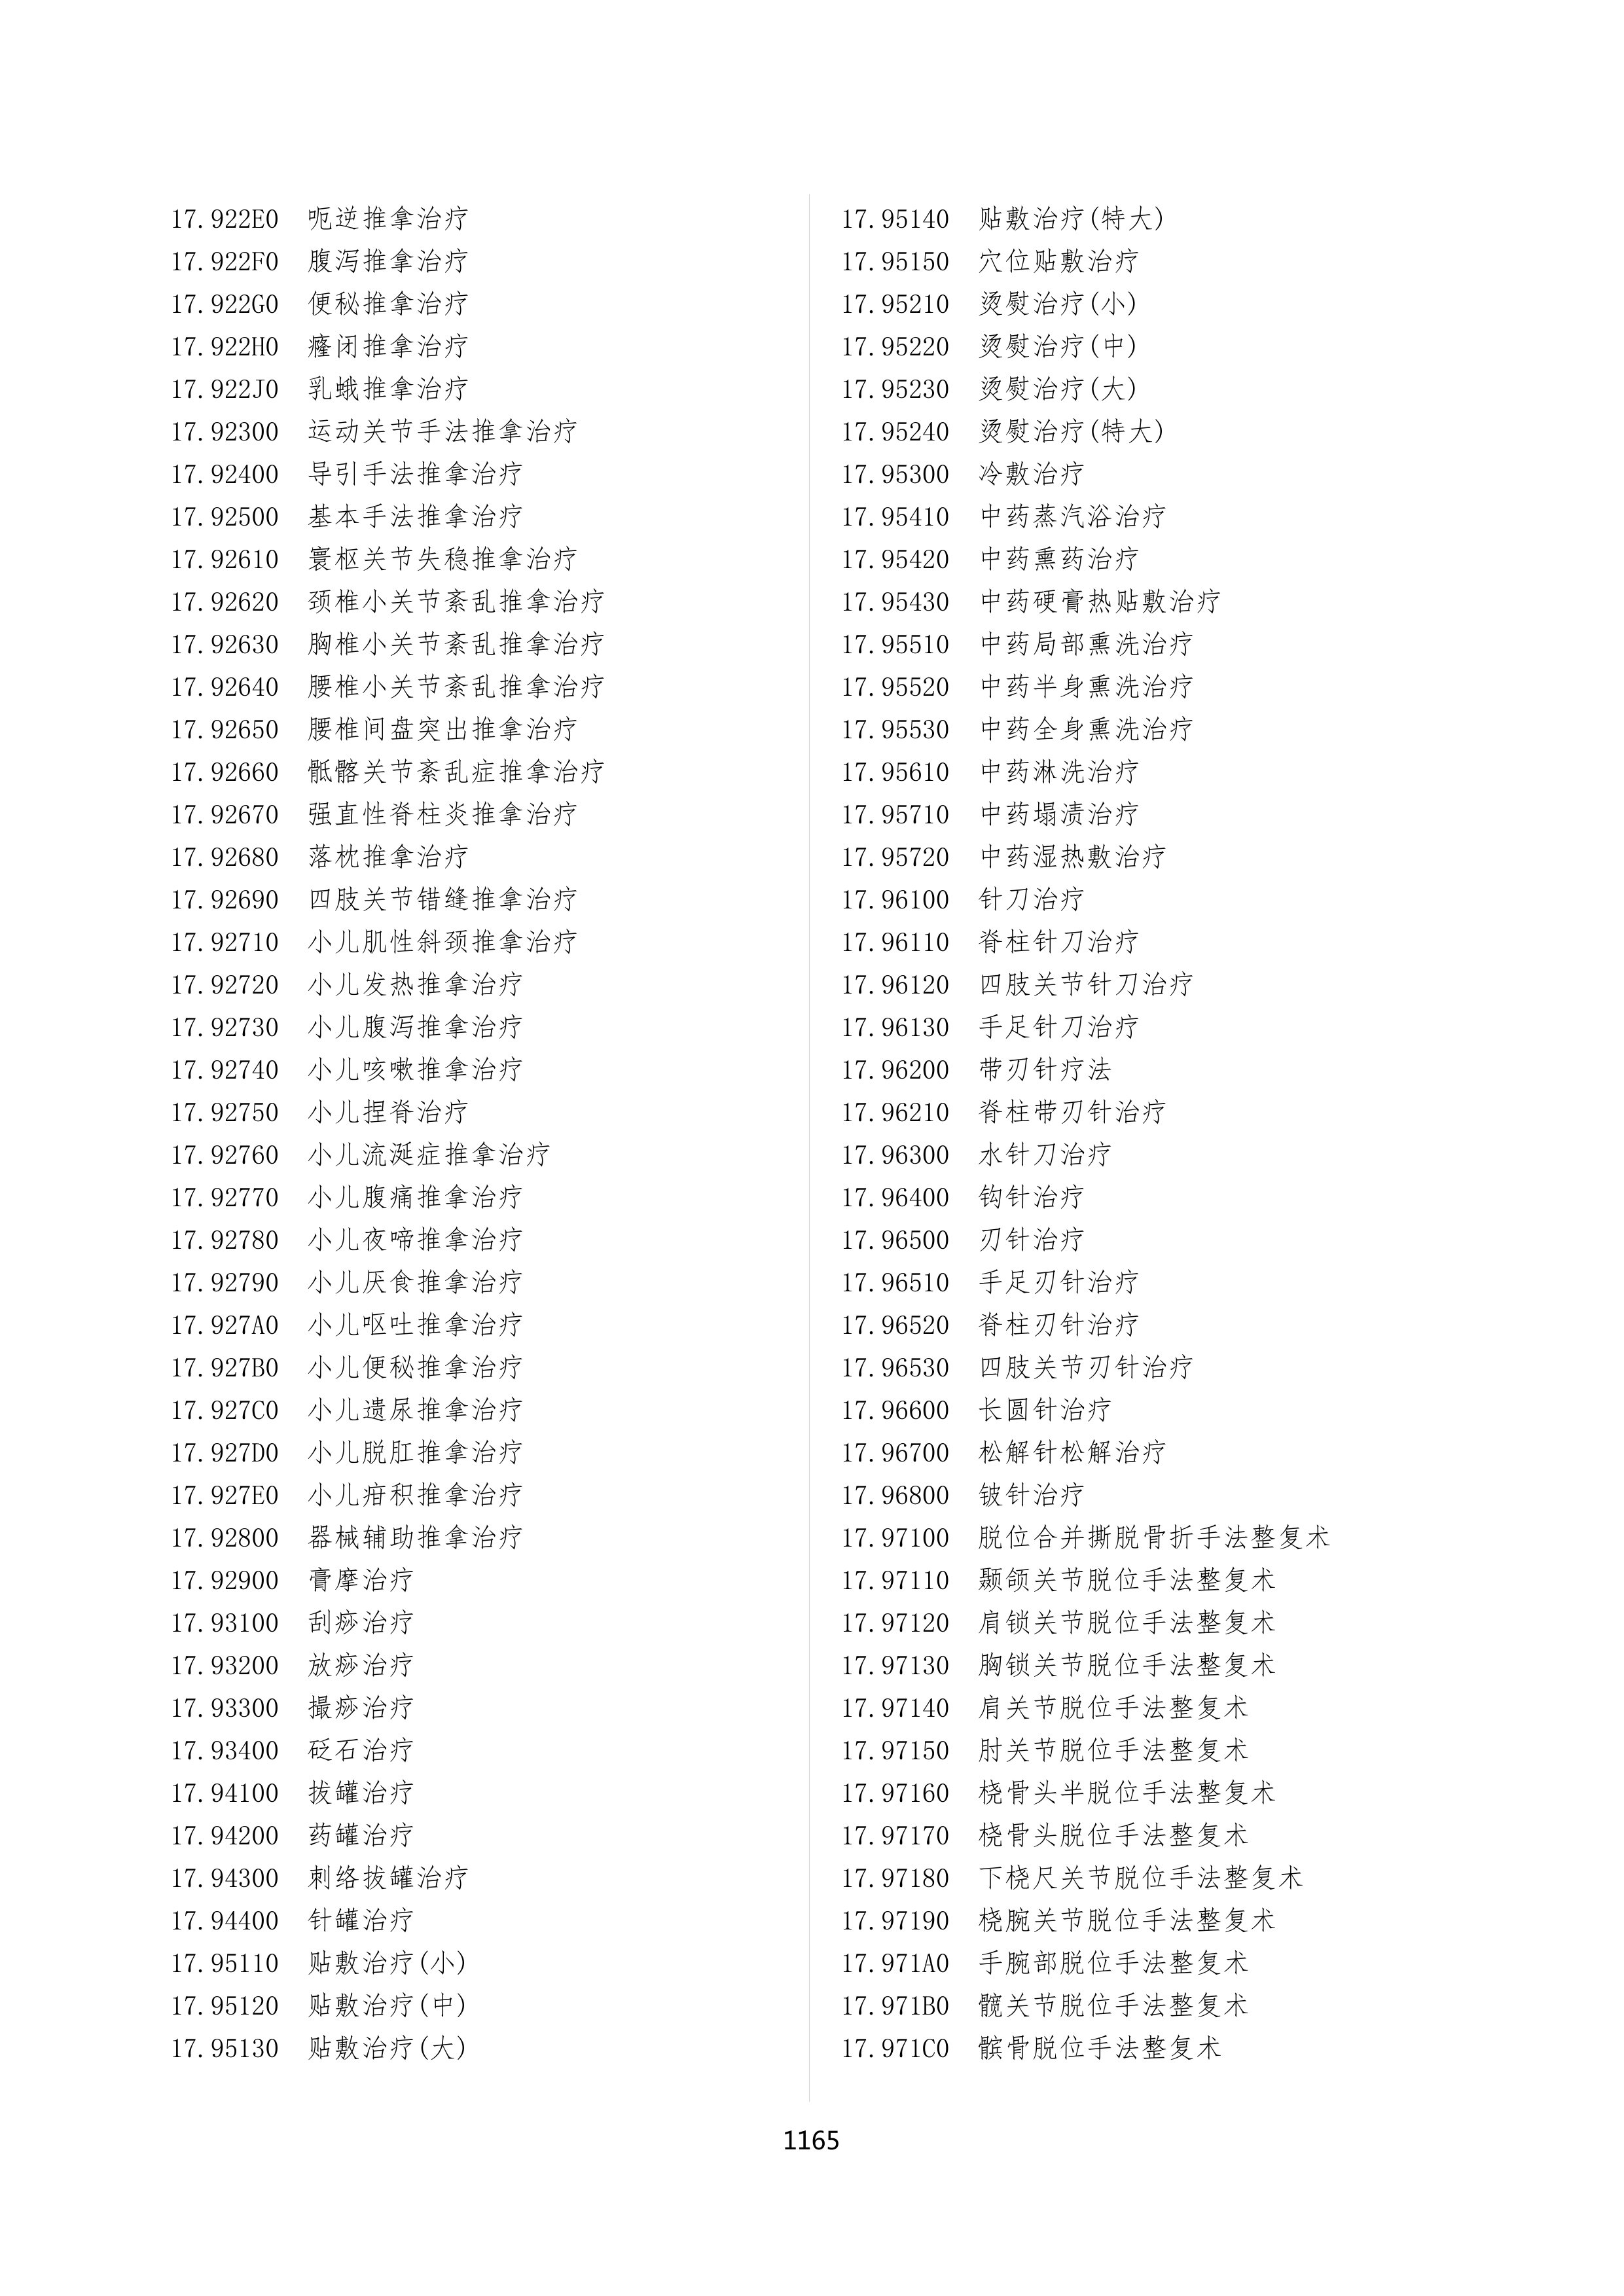 17.922E0 呃逆推拿治疗
17.922F0 腹泻推拿治疗
17.922G0 便秘推拿治疗
17.922H0 癃闭推拿治疗
17.922J0 乳蛾推拿治疗
17.92300 运动关节手法推拿治疗
17.92400 导引手法推拿治疗
17.92500 基本手法推拿治疗
17.92610 寰枢关节失稳推拿治疗
17.92620 颈椎小关节紊乱推拿治疗
17.92630 胸椎小关节紊乱推拿治疗
17.92640 腰椎小关节紊乱推拿治疗
17.92650 腰椎间盘突出推拿治疗
17.92660 骶髂关节紊乱症推拿治疗
17.92670 强直性脊柱炎推拿治疗
17.92680 落枕推拿治疗
17.92690 四肢关节错缝推拿治疗
17.92710 小儿肌性斜颈推拿治疗
17.92720 小儿发热推拿治疗
17.92730 小儿腹泻推拿治疗
17.92740 小儿咳嗽推拿治疗
17.92750 小儿捏脊治疗
17.92760 小儿流涎症推拿治疗
17.92770 小儿腹痛推拿治疗
17.92780 小儿夜啼推拿治疗
17.92790 小儿厌食推拿治疗
17.927A0 小儿呕吐推拿治疗
17.927B0 小儿便秘推拿治疗
17.927C0 小儿遗尿推拿治疗
17.927D0 小儿脱肛推拿治疗
17.927E0 小儿疳积推拿治疗
17.92800 器械辅助推拿治疗
17.92900 膏摩治疗
17.93100 刮痧治疗
17.93200 放痧治疗
17.93300 撮痧治疗
17.93400 砭石治疗
17.94100 拔罐治疗
17.94200 药罐治疗
17.94300 刺络拔罐治疗
17.94400 针罐治疗
17.95110 贴敷治疗(小)
17.95120 贴敷治疗(中)
17.95130 贴敷治疗(大)
17.95140 贴敷治疗(特大)
17.95150 穴位贴敷治疗
17.95210 烫熨治疗(小)
17.95220 烫熨治疗(中)
17.95230 烫熨治疗(大)
17.95240 烫熨治疗(特大)
17.95300 冷敷治疗
17.95410 中药蒸汽浴治疗
17.95420 中药熏药治疗
17.95430 中药硬膏热贴敷治疗
17.95510 中药局部熏洗治疗
17.95520 中药半身熏洗治疗
17.95530 中药全身熏洗治疗
17.95610 中药淋洗治疗
17.95710 中药塌渍治疗
17.95720 中药湿热敷治疗
17.96100 针刀治疗
17.96110 脊柱针刀治疗
17.96120 四肢关节针刀治疗
17.96130 手足针刀治疗
17.96200 带刃针疗法
17.96210 脊柱带刃针治疗
17.96300 水针刀治疗
17.96400 钩针治疗
17.96500 刃针治疗
17.96510 手足刃针治疗
17.96520 脊柱刃针治疗
17.96530 四肢关节刃针治疗
17.96600 长圆针治疗
17.96700 松解针松解治疗
17.96800 铍针治疗
17.97100 脱位合并撕脱骨折手法整复术
17.97110 颞颌关节脱位手法整复术
17.97120 肩锁关节脱位手法整复术
17.97130 胸锁关节脱位手法整复术
17.97140 肩关节脱位手法整复术
17.97150 肘关节脱位手法整复术
17.97160 桡骨头半脱位手法整复术
17.97170 桡骨头脱位手法整复术
17.97180 下桡尺关节脱位手法整复术
17.97190 桡腕关节脱位手法整复术
17.971A0 手腕部脱位手法整复术
17.971B0 髋关节脱位手法整复术
17.971C0 髌骨脱位手法整复术
1165